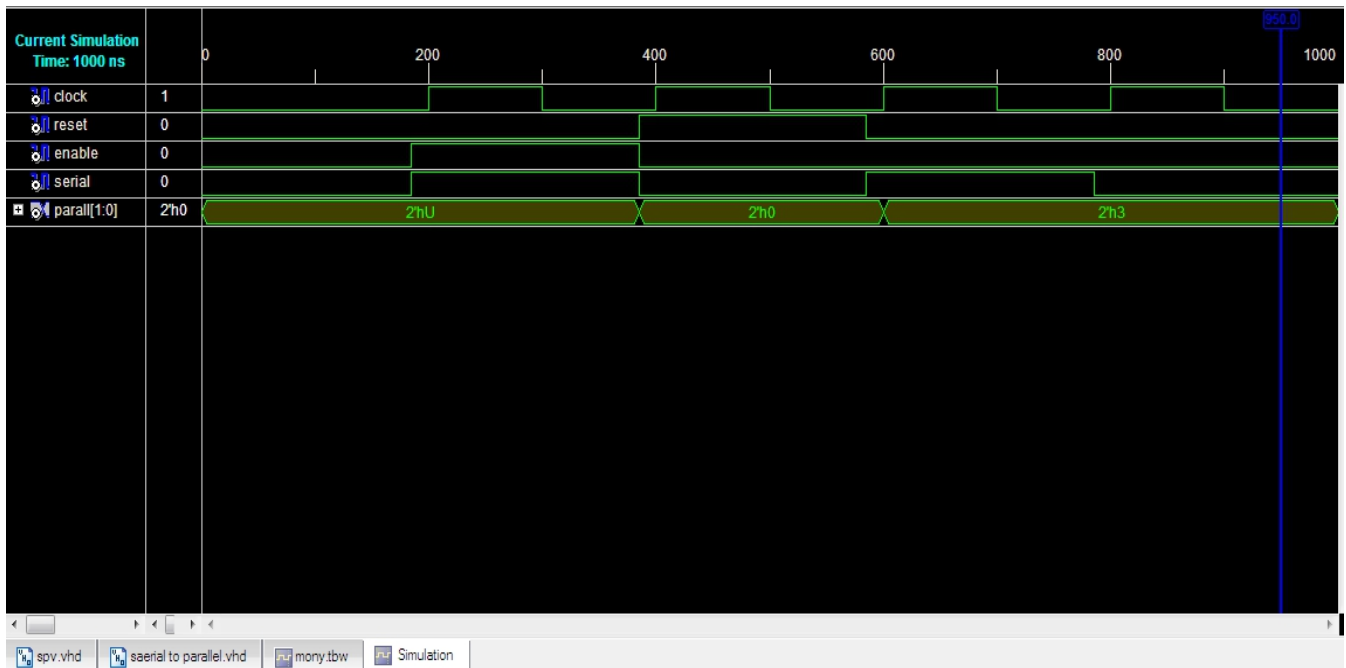 950.0
Current Simulation
Time: 1000 ns
0 200 400 600 800 1000
clock 1
reset 0
enable 0
serial 0
parall[1:0] 2'h0 2'hU 2'h0 2'h3
spv.vhd saerial to parallel.vhd mony.tbw Simulation